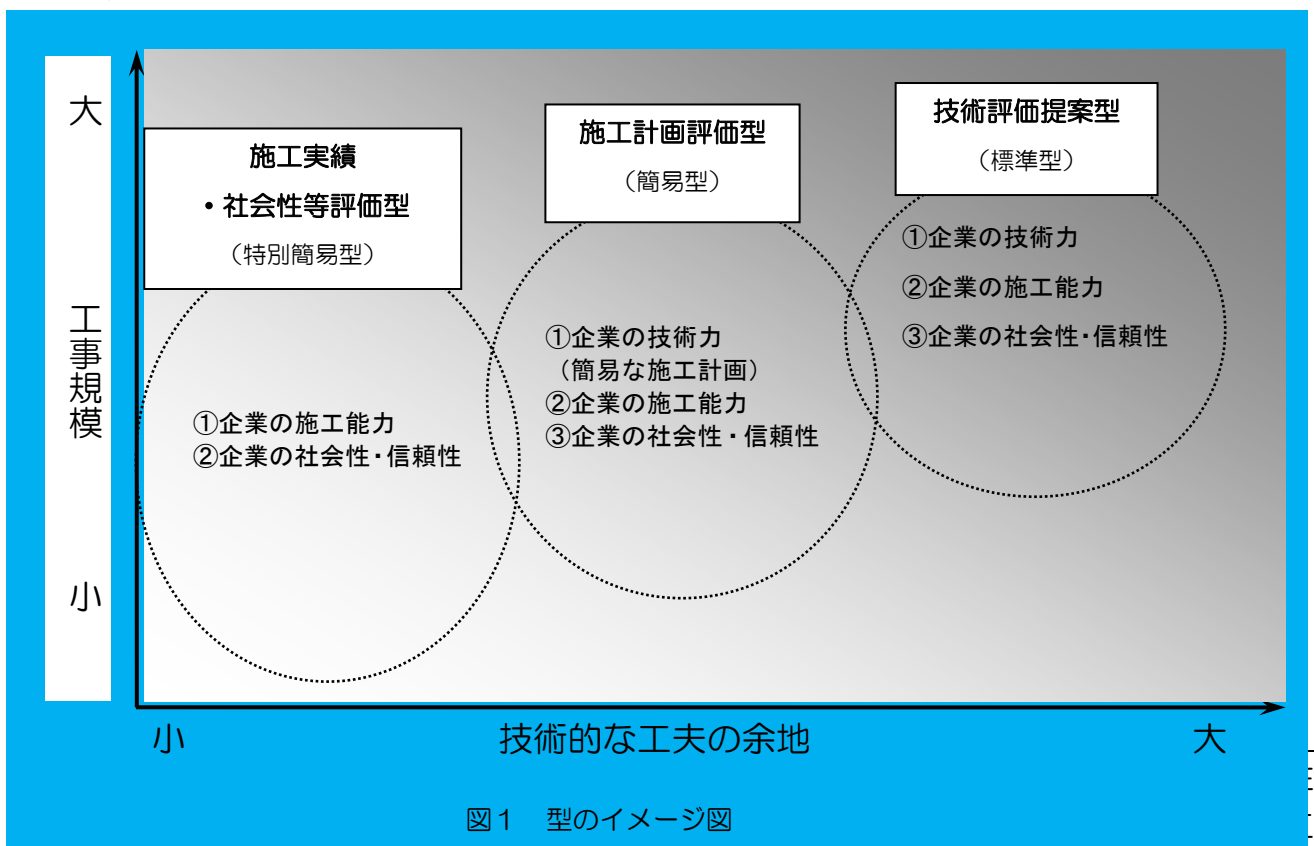 大
工事規模
小
施工実績
・社会性等評価型
（特別簡易型）
①企業の施工能力
②企業の社会性・信頼性
施工計画評価型
（簡易型）
①企業の技術力
（簡易な施工計画）
②企業の施工能力
③企業の社会性・信頼性
技術評価提案型
（標準型）
①企業の技術力
②企業の施工能力
③企業の社会性・信頼性
小
技術的な工夫の余地
大
図１　型のイメージ図